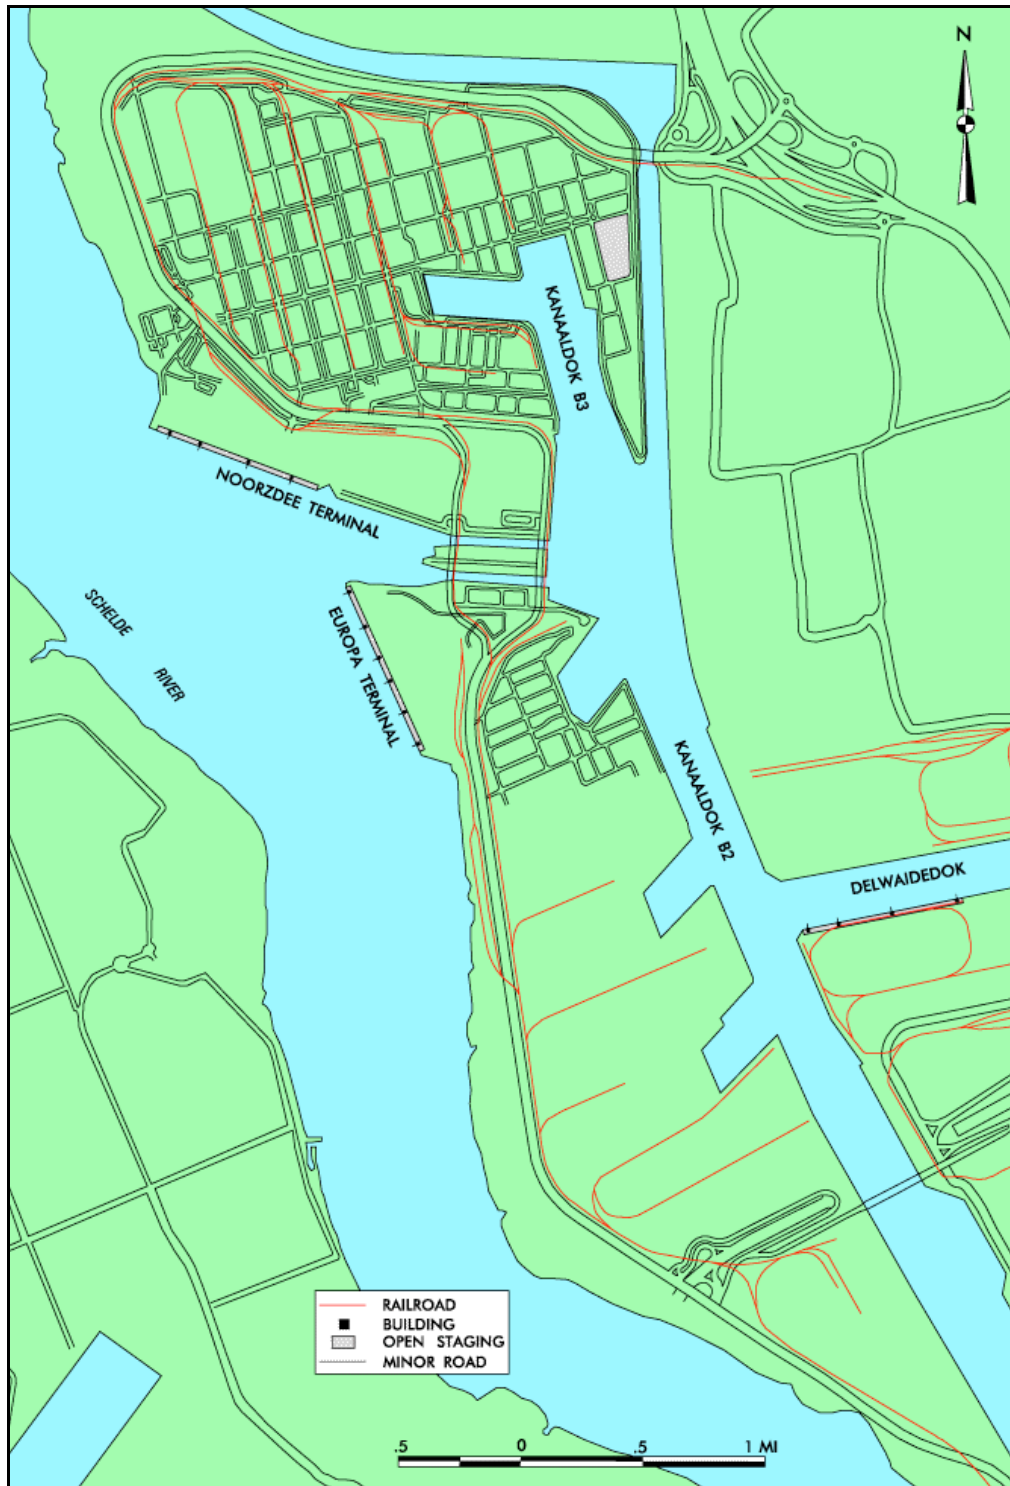 N
KANAALDOK B3
NOORZDEE TERMINAL
SCHELDE RIVER
EUROPA TERMINAL
KANAALDOK B2
DELWAIDEDOK
RAILROAD
BUILDING
OPEN STAGING
MINOR ROAD
.5 0 .5 1 MI